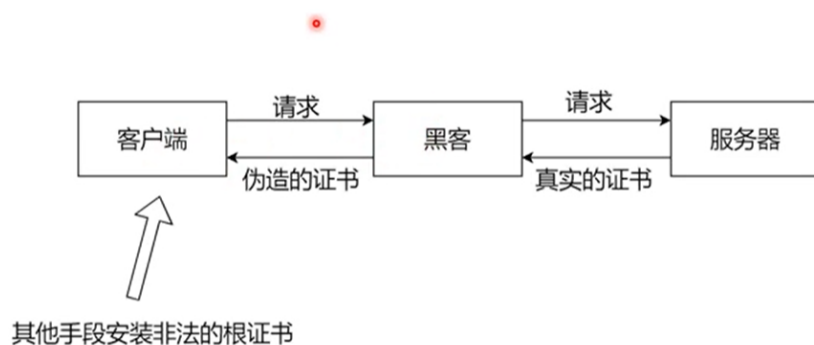 请求
请求
客户端
黑客
服务器
伪造的证书
真实的证书
其他手段安装非法的根证书